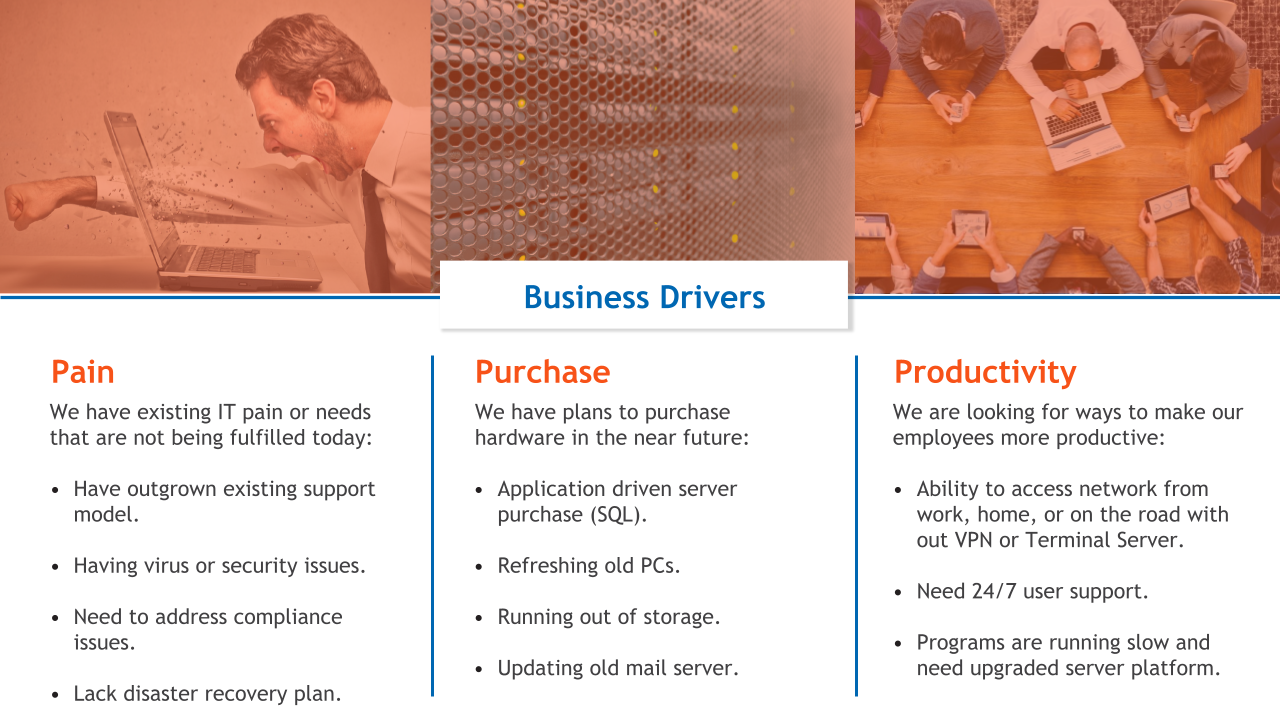 Business Drivers
Pain
We have existing IT pain or needs
that are not being fulfilled today:
• Have outgrown existing support
model.
• Having virus or security issues.
• Need to address compliance
issues.
• Lack disaster recovery plan.
Purchase
We have plans to purchase
hardware in the near future:
• Application driven server
purchase (SQL).
• Refreshing old PCs.
• Running out of storage.
• Updating old mail server.
Productivity
We are looking for ways to make our
employees more productive:
• Ability to access network from
work, home, or on the road with
out VPN or Terminal Server.
• Need 24/7 user support.
• Programs are running slow and
need upgraded server platform.